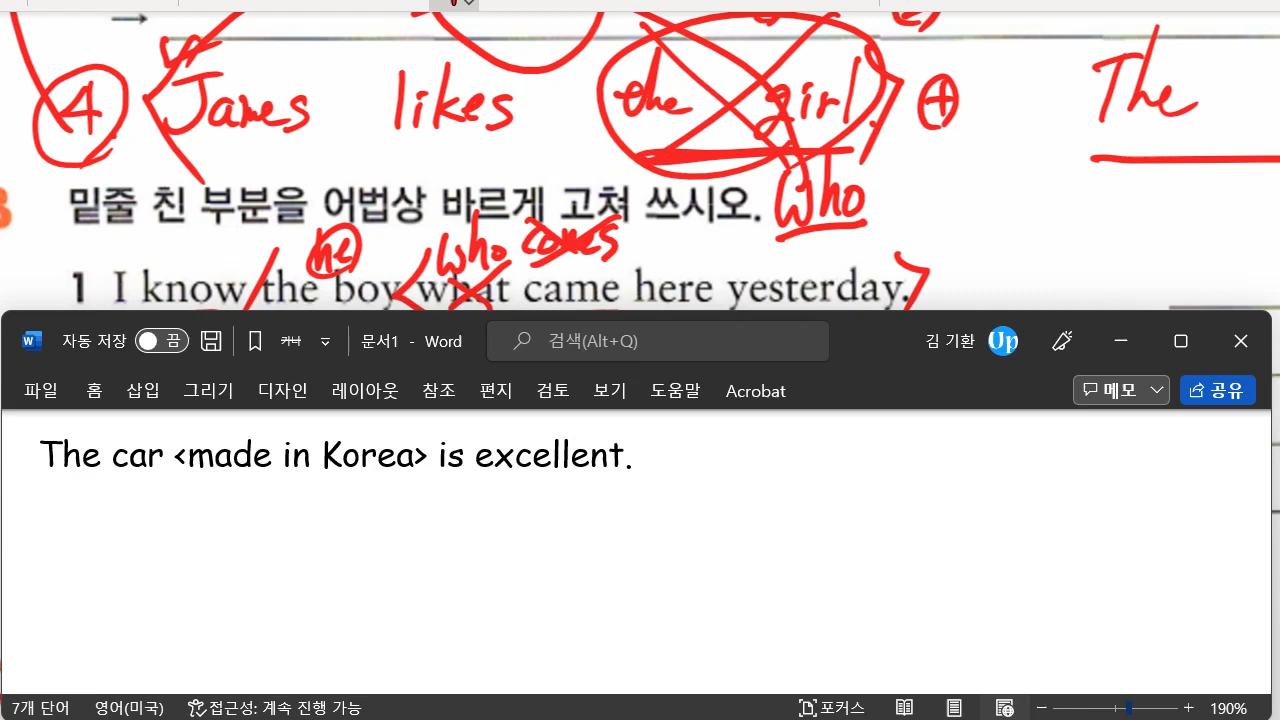 →
④ <James likes the girl.> ⊕ The
밑줄 친 부분을 어법상 바르게 고쳐 쓰시오. who
he who comes
1 I know the boy what came here yesterday.
자동 저장 끔 가나 문서1 - Word 검색(Alt+Q) 김 기환 Up
파일 홈 삽입 그리기 디자인 레이아웃 참조 편지 검토 보기 도움말 Acrobat 메모 공유
The car <made in Korea> is excellent.
7개 단어 영어(미국) 접근성: 계속 진행 가능 포커스 190%